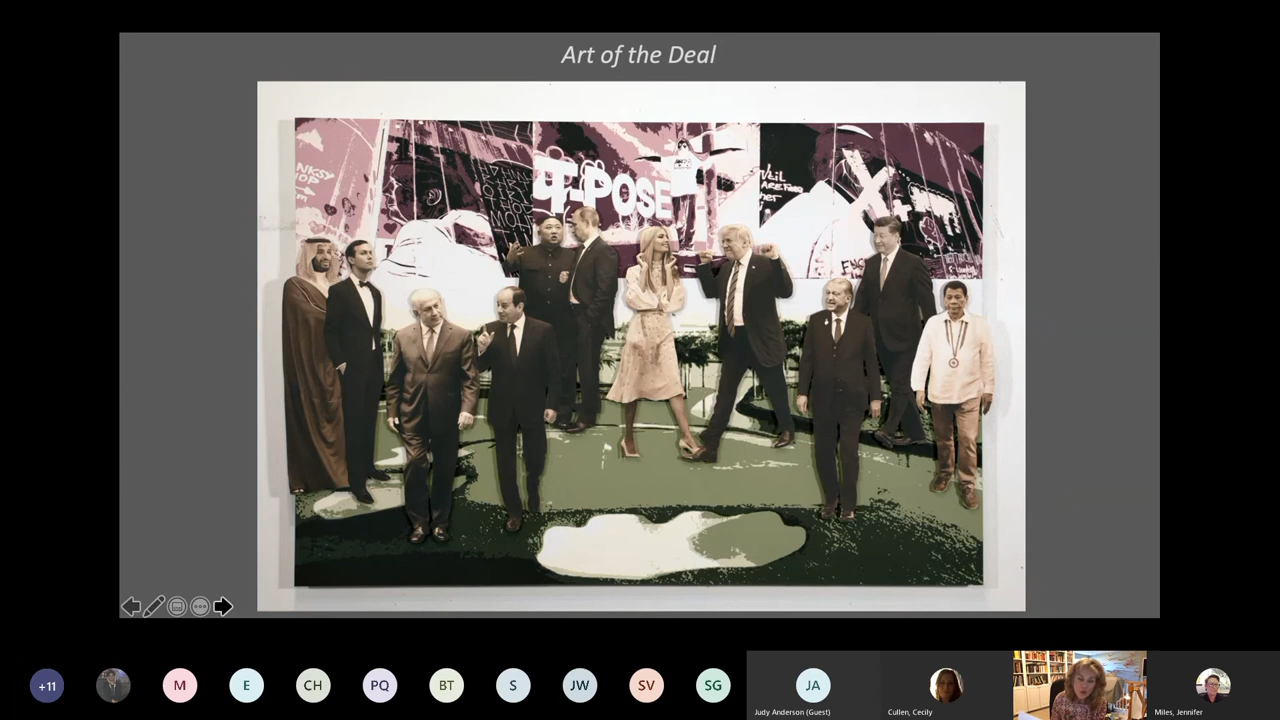 Art of the Deal
T-POSE
+11
M
E
CH
PQ
BT
S
JW
SV
SG
JA
Judy Anderson (Guest)
Cullen, Cecily
Miles, Jennifer